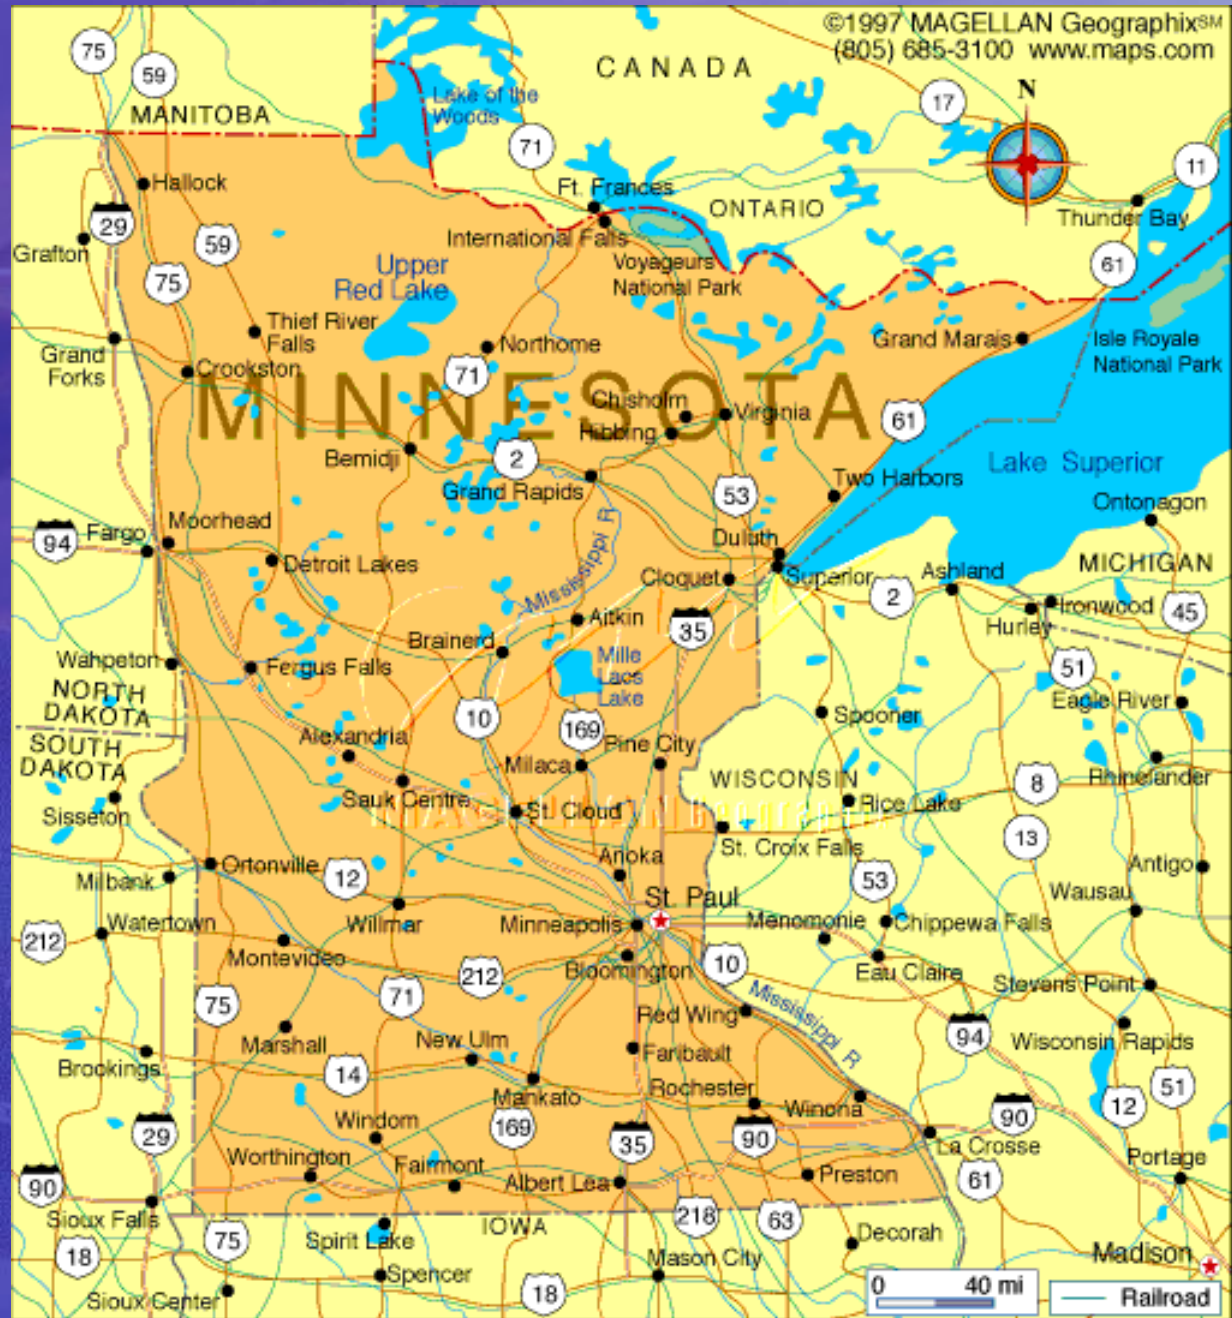 ©1997 MAGELLAN Geographix℠
(805) 685-3100 www.maps.com
CANADA
75
59
MANITOBA
Lake of the
Woods
17
N
71
11
Hallock
Ft. Frances
ONTARIO
Thunder Bay
29
59
Grafton
International Falls
Voyageurs
National Park
61
Upper
Red Lake
75
Thief River
Falls
Grand
Forks
Crookston
Northome
71
Grand Marais
Isle Royale
National Park
MINNESOTA
Chisholm
Virginia
Hibbing
61
Bemidji
2
Grand Rapids
53
Two Harbors
Lake Superior
Ontonagon
94
Fargo
Moorhead
Mississippi R
Duluth
MICHIGAN
Detroit Lakes
Cloquet
Superior
Ashland
2
Ironwood
Hurley
45
Aitkin
35
Brainerd
Mille
Lacs
Lake
Wahpeton
Fergus Falls
51
NORTH
DAKOTA
Eagle River
10
169
Spooner
SOUTH
DAKOTA
Alexandria
Pine City
Milaca
WISCONSIN
Rhinelander
8
Sisseton
Sauk Centre
St. Cloud
Rice Lake
St. Croix Falls
13
Ortonville
Anoka
Antigo
Milbank
12
53
Wausau
St. Paul
Willmar
Minneapolis
Menomonie
Chippewa Falls
Watertown
212
Montevideo
Bloomington
212
10
Eau Claire
Stevens Point
75
71
Mississippi R
Red Wing
94
Wisconsin Rapids
Marshall
New Ulm
Faribault
Brookings
14
Mankato
Rochester
Winona
51
12
29
Windom
169
35
90
90
La Crosse
Worthington
Fairmont
Albert Lea
Preston
61
Portage
90
Sioux Falls
IOWA
218
63
18
75
Spirit Lake
Decorah
Madison
Spencer
Mason City
Sioux Center
18
0 40 mi
Railroad